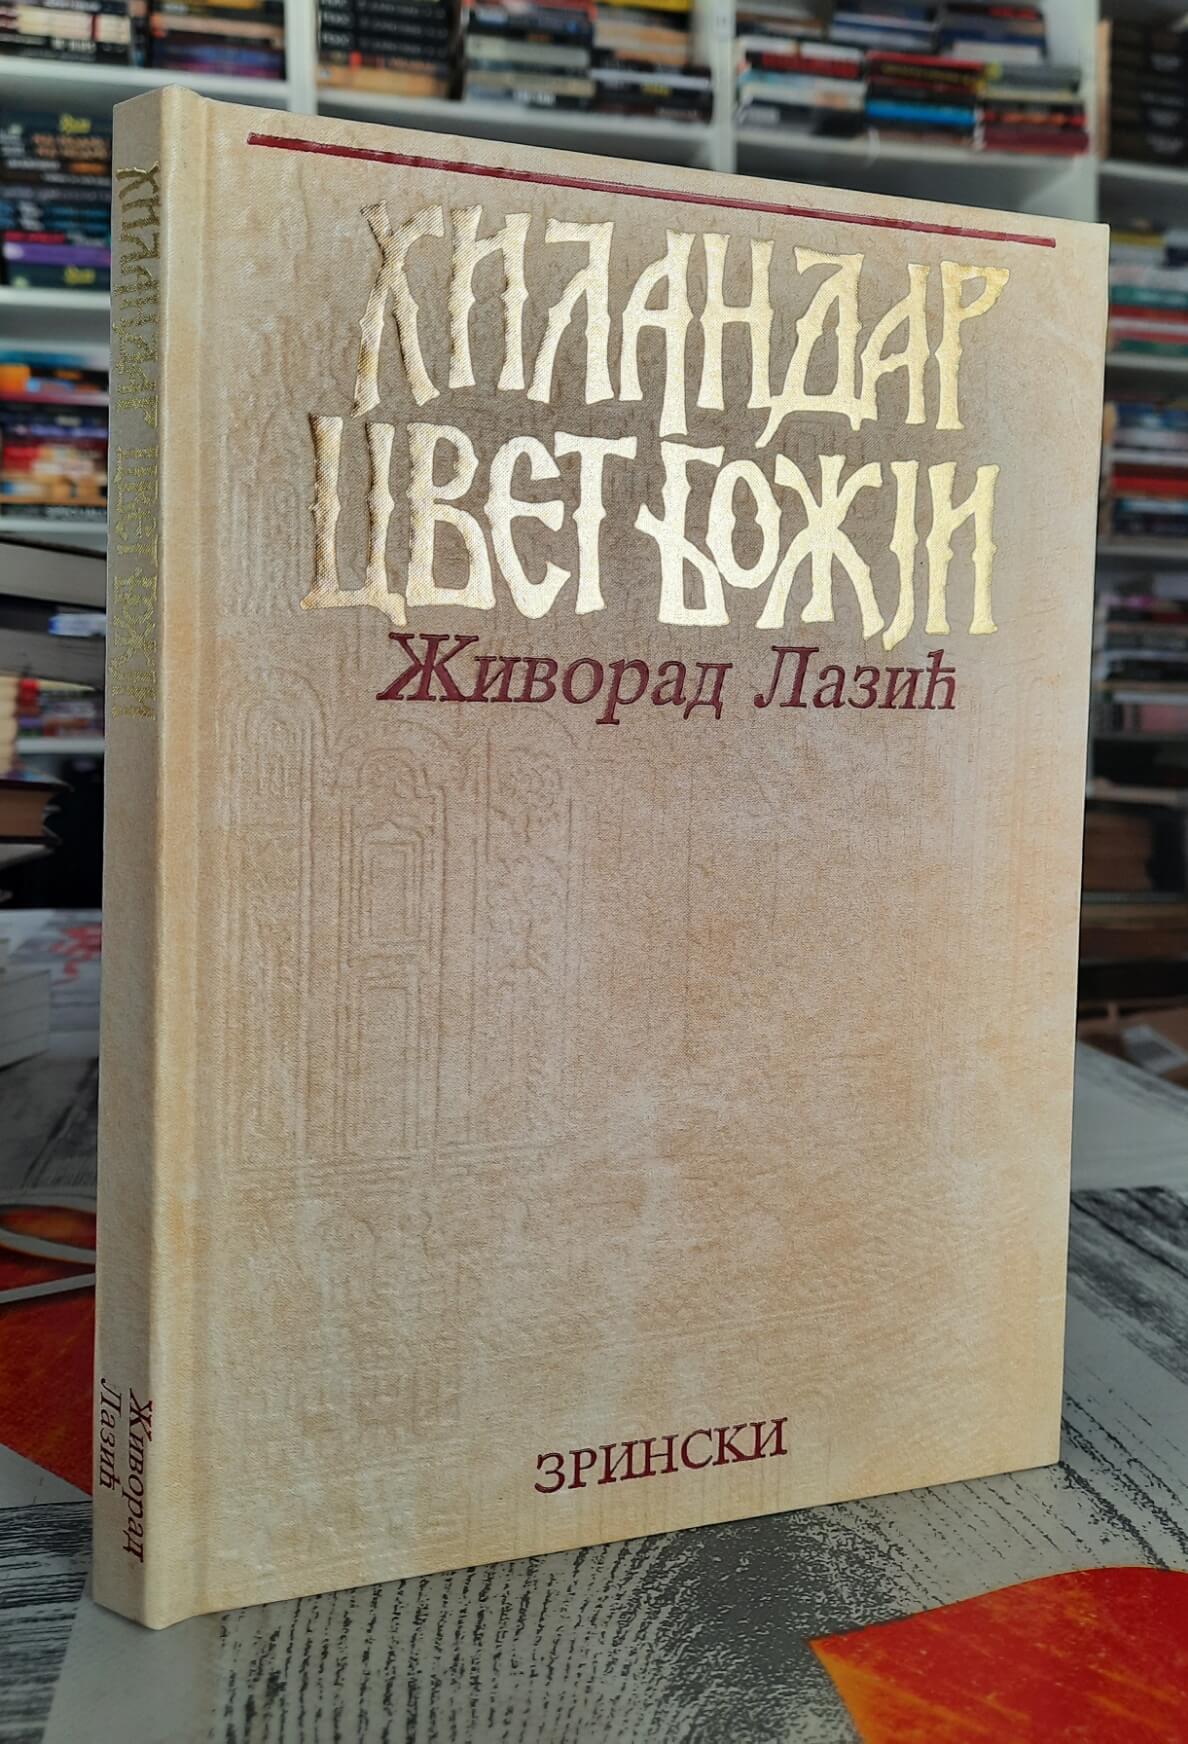 ХИЛАНДАР
ЦВЕТ БОЖЈИ
Живорад Лазић
ЗРИНСКИ
ХИЛАНДАР ЦВЕТ БОЖЈИ
Живорад
Лазић